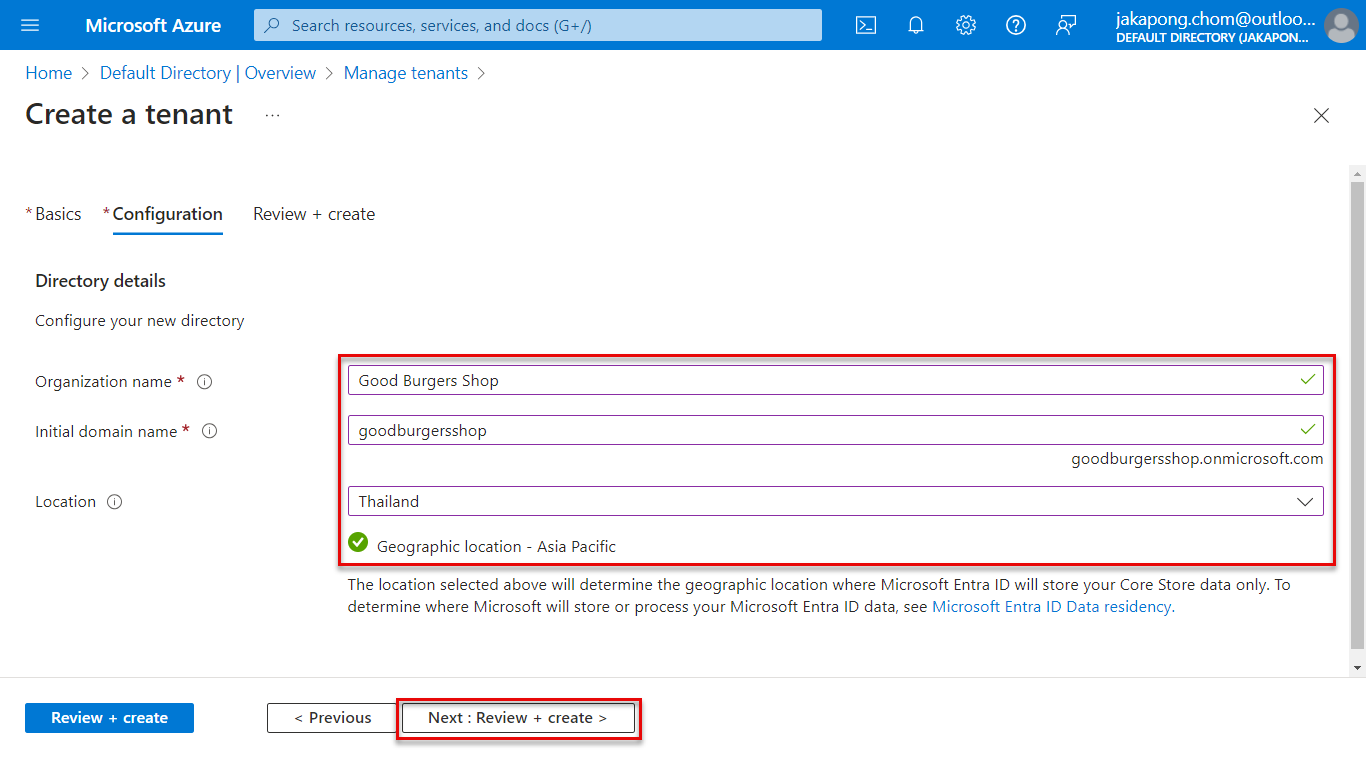 Microsoft Azure
Search resources, services, and docs (G+/)
jakapong.chom@outloo...
DEFAULT DIRECTORY (JAKAPON...
Home > Default Directory | Overview > Manage tenants >
Create a tenant ...
* Basics * Configuration Review + create
Directory details
Configure your new directory
Organization name * Good Burgers Shop
Initial domain name * goodburgersshop
goodburgersshop.onmicrosoft.com
Location Thailand
Geographic location - Asia Pacific
The location selected above will determine the geographic location where Microsoft Entra ID will store your Core Store data only. To
determine where Microsoft will store or process your Microsoft Entra ID data, see Microsoft Entra ID Data residency.
Review + create < Previous Next : Review + create >